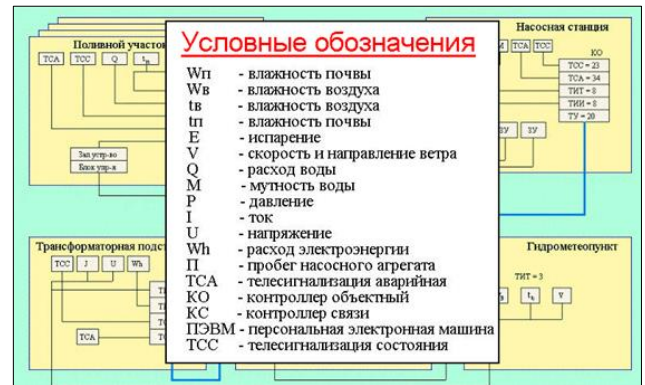 Поливной участок
ТСА ТСС Q
Зап.устр-во
Блок упр-я
Условные обозначения
Wп - влажность почвы
Wв - влажность воздуха
tв - влажность воздуха
tп - влажность почвы
E - испарение
V - скорость и направление ветра
Q - расход воды
M - мутность воды
P - давление
I - ток
U - напряжение
Wh - расход электроэнергии
П - пробег насосного агрегата
ТСА - телесигнализация аварийная
КО - контроллер объектный
КС - контроллер связи
ПЭВМ - персональная электронная машина
ТСС - телесигнализация состояния
Насосная станция
ТСА ТСС
КО
ТСС = 23
ТСА = 34
ТИТ = 8
ТИИ = 8
ТУ = 20
ЗУ
Трансформаторная подст
ТСС J U Wh
ТСА
Гидрометеопункт
ТИТ = 3
V